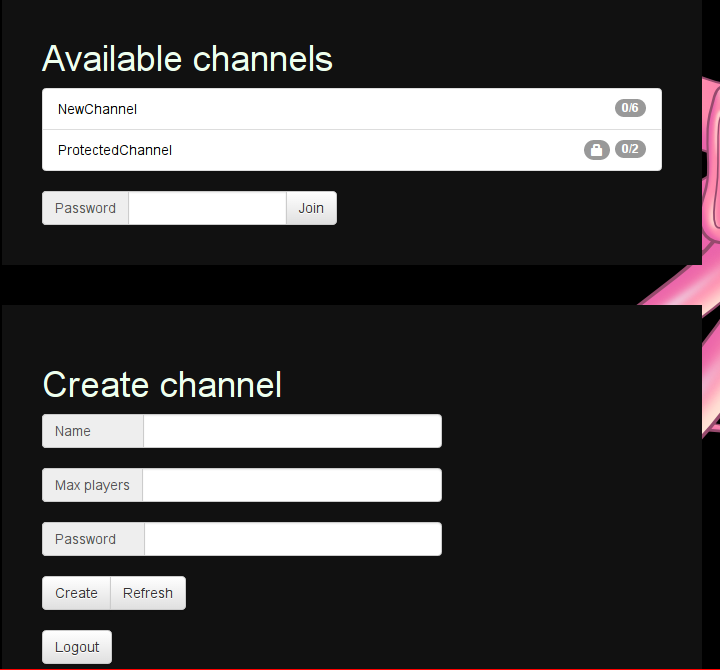 Available channels
NewChannel 0/6
ProtectedChannel 0/2
Password Join
Create channel
Name
Max players
Password
Create Refresh
Logout